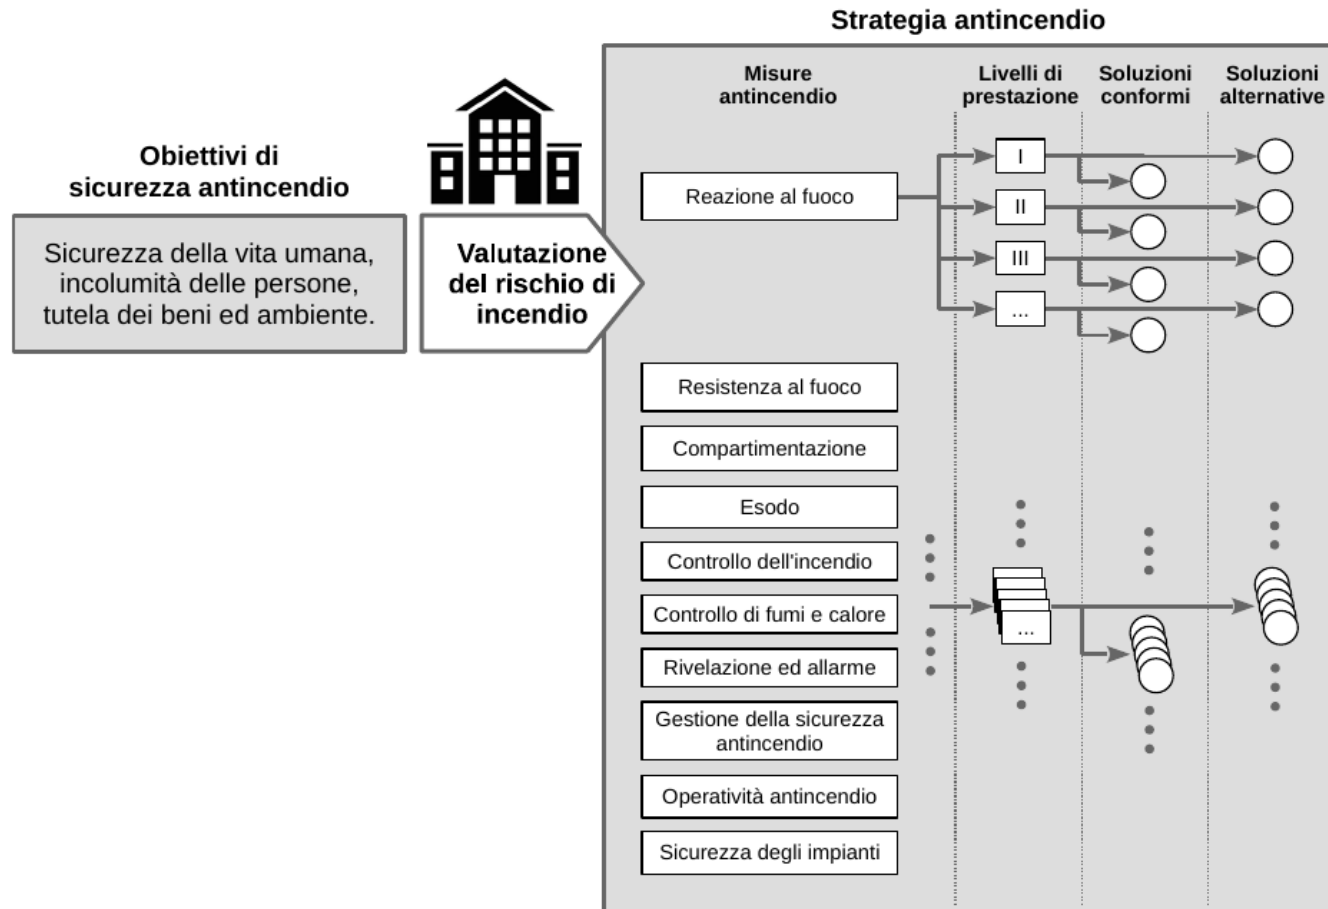 Strategia antincendio
Misure
antincendio
Livelli di
prestazione
Soluzioni
conformi
Soluzioni
alternative
Obiettivi di
sicurezza antincendio
Sicurezza della vita umana,
incolumità delle persone,
tutela dei beni ed ambiente.
Valutazione
del rischio di
incendio
Reazione al fuoco
I
II
III
...
Resistenza al fuoco
Compartimentazione
Esodo
Controllo dell'incendio
Controllo di fumi e calore
...
Rivelazione ed allarme
Gestione della sicurezza
antincendio
Operatività antincendio
Sicurezza degli impianti